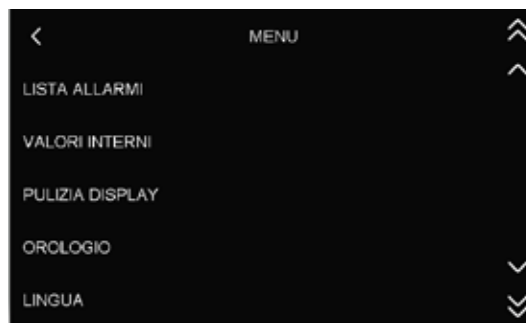 MENU
LISTA ALLARMI
VALORI INTERNI
PULIZIA DISPLAY
OROLOGIO
LINGUA